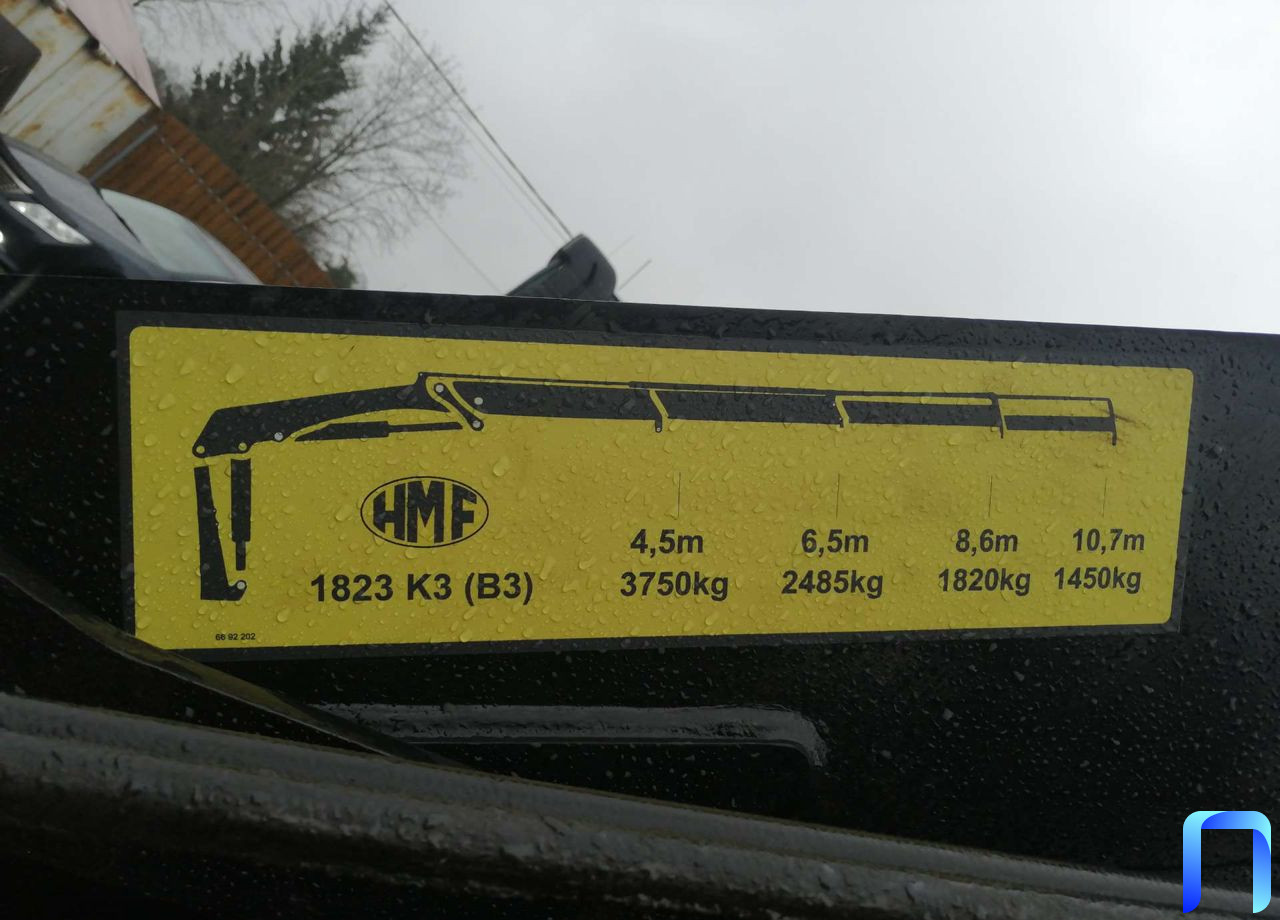 HMF
1823 K3 (B3)
4,5m 6,5m 8,6m 10,7m
3750kg 2485kg 1820kg 1450kg
66 92 202